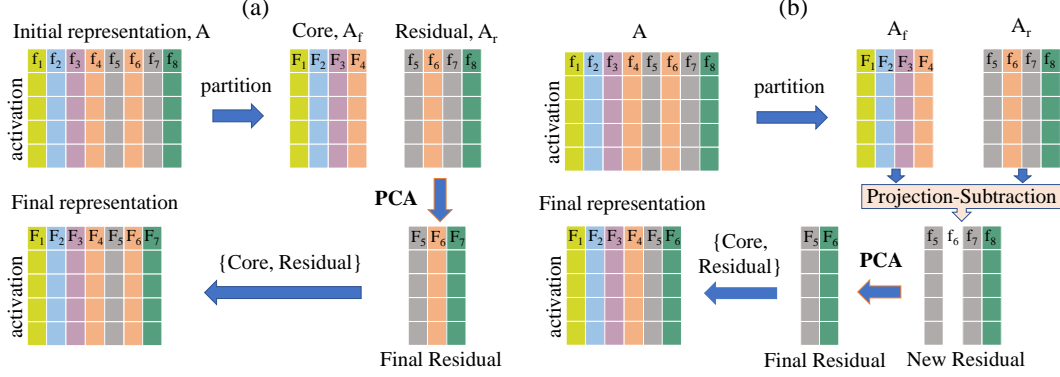 (a)
Initial representation, A
Core, A_f
Residual, A_r
f₁ f₂ f₃ f₄ f₅ f₆ f₇ f₈
F₁ F₂ F₃ F₄
f₅ f₆ f₇ f₈
activation
partition
PCA
Final representation
F₁ F₂ F₃ F₄ F₅ F₆ F₇
F₅ F₆ F₇
activation
{Core, Residual}
Final Residual
(b)
A
A_f
A_r
f₁ f₂ f₃ f₄ f₅ f₆ f₇ f₈
F₁ F₂ F₃ F₄
f₅ f₆ f₇ f₈
activation
partition
Projection-Subtraction
Final representation
F₁ F₂ F₃ F₄ F₅ F₆
F₅ F₆
f₅ f₆ f₇ f₈
activation
{Core,
Residual}
PCA
Final Residual
New Residual